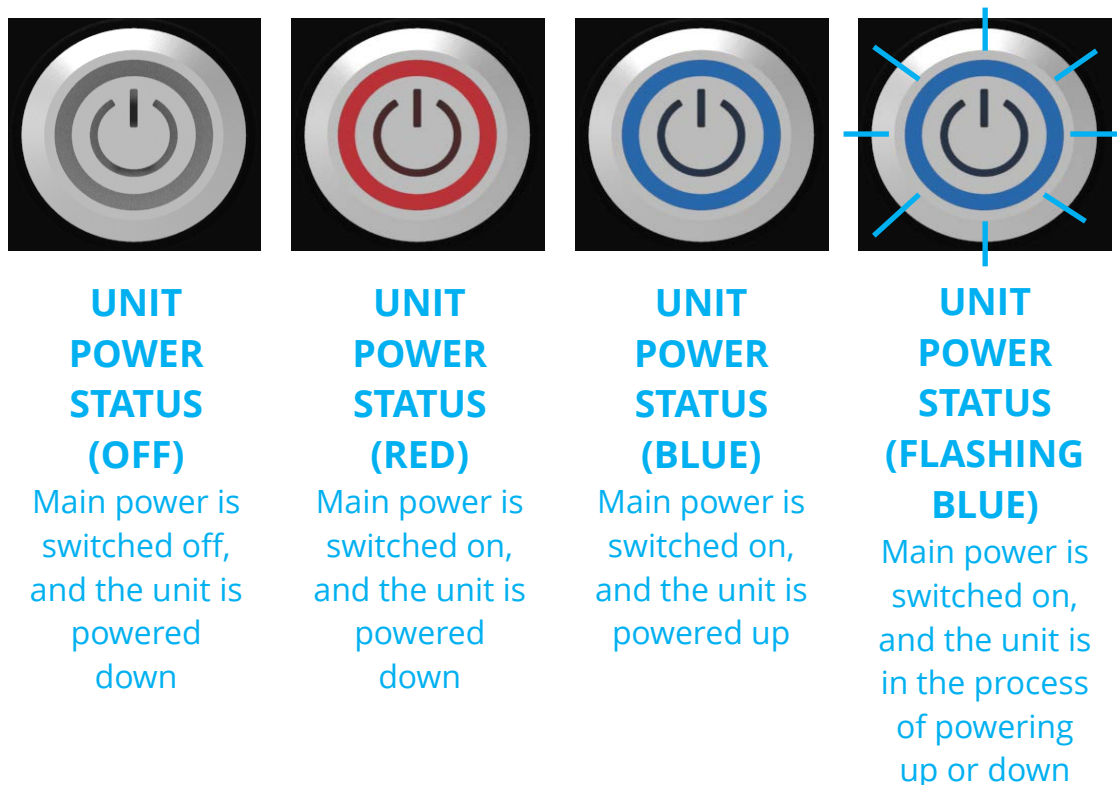 UNIT
POWER
STATUS
(OFF)
Main power is
switched off,
and the unit is
powered
down
UNIT
POWER
STATUS
(RED)
Main power is
switched on,
and the unit is
powered
down
UNIT
POWER
STATUS
(BLUE)
Main power is
switched on,
and the unit is
powered up
UNIT
POWER
STATUS
(FLASHING
BLUE)
Main power is
switched on,
and the unit is
in the process
of powering
up or down